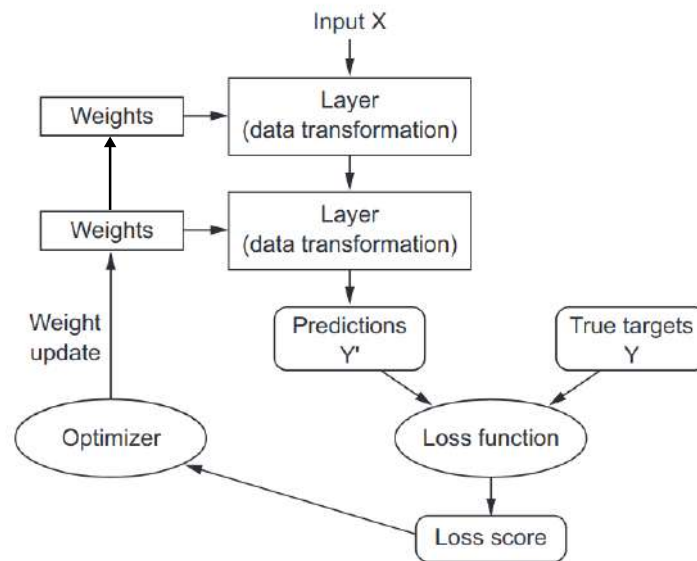 Input X
Layer
(data transformation)
Weights
Layer
(data transformation)
Weights
Weight
update
Predictions
Y'
True targets
Y
Optimizer
Loss function
Loss score